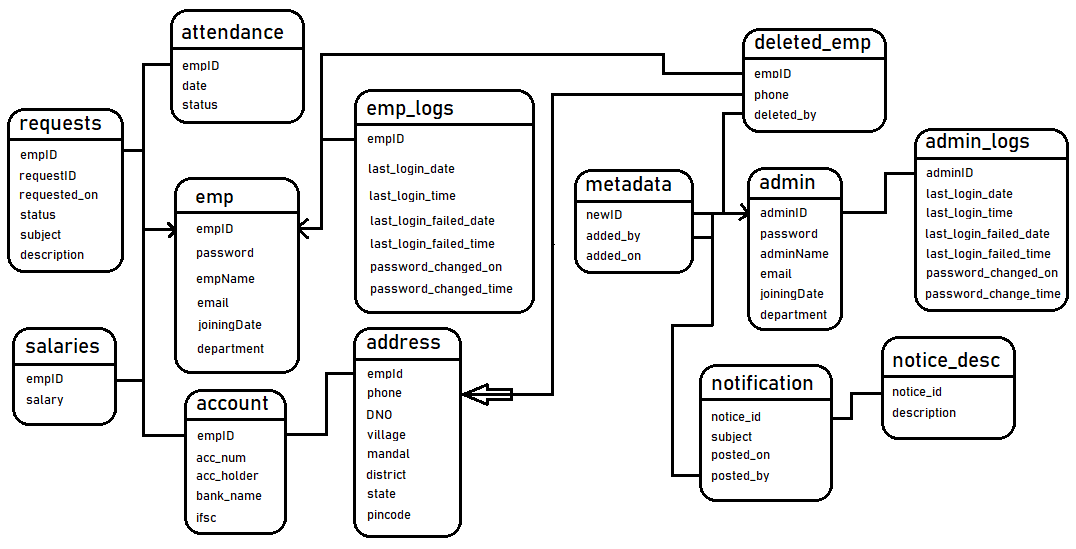 attendance
empID
date
status
deleted_emp
empID
phone
deleted_by
requests
empID
requestID
requested_on
status
subject
description
emp_logs
empID
last_login_date
last_login_time
last_login_failed_date
last_login_failed_time
password_changed_on
password_changed_time
admin_logs
adminID
last_login_date
last_login_time
last_login_failed_date
last_login_failed_time
password_changed_on
password_change_time
emp
empID
password
empName
email
joiningDate
department
metadata
newID
added_by
added_on
admin
adminID
password
adminName
email
joiningDate
department
salaries
empID
salary
account
empID
acc_num
acc_holder
bank_name
ifsc
address
empId
phone
DNO
village
mandal
district
state
pincode
notification
notice_id
subject
posted_on
posted_by
notice_desc
notice_id
description